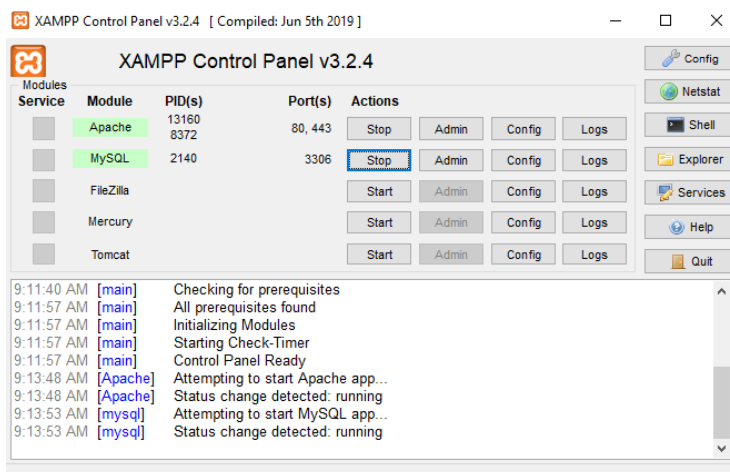 XAMPP Control Panel v3.2.4 [ Compiled: Jun 5th 2019 ]
XAMPP Control Panel v3.2.4
Config
Modules
Service Module PID(s) Port(s) Actions
Netstat
Apache 13160 8372 80, 443 Stop Admin Config Logs
Shell
MySQL 2140 3306 Stop Admin Config Logs
Explorer
FileZilla Start Admin Config Logs
Services
Mercury Start Admin Config Logs
Help
Tomcat Start Admin Config Logs
Quit
9:11:40 AM [main] Checking for prerequisites
9:11:57 AM [main] All prerequisites found
9:11:57 AM [main] Initializing Modules
9:11:57 AM [main] Starting Check-Timer
9:11:57 AM [main] Control Panel Ready
9:13:48 AM [Apache] Attempting to start Apache app...
9:13:48 AM [Apache] Status change detected: running
9:13:53 AM [mysql] Attempting to start MySQL app...
9:13:53 AM [mysql] Status change detected: running